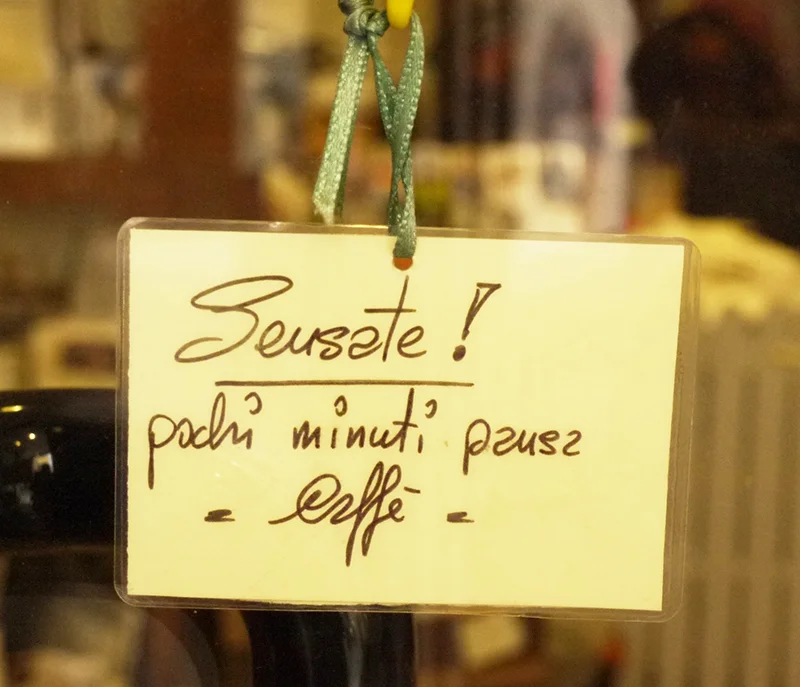 Scusate!
pochi minuti pausa
- Caffè -